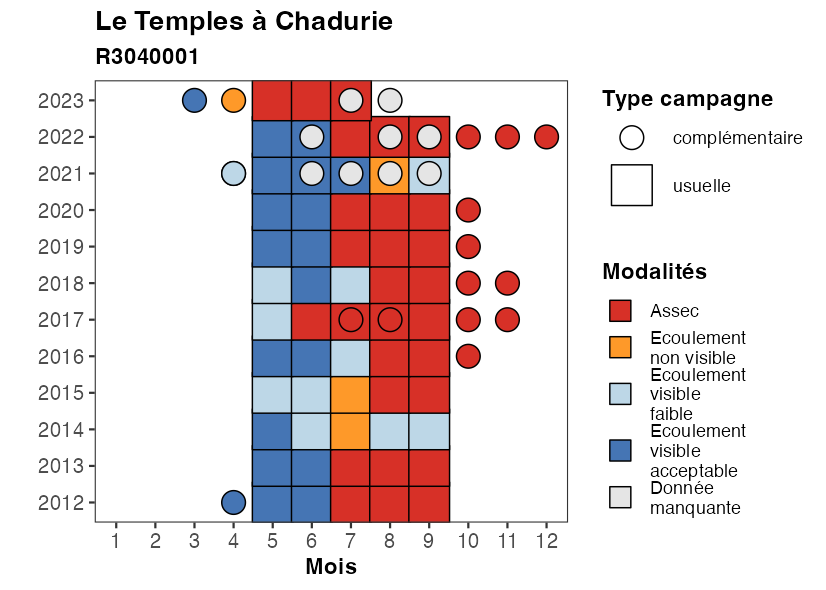 Le Temples à Chadurie
R3040001
2023
2022
2021
2020
2019
2018
2017
2016
2015
2014
2013
2012
1 2 3 4 5 6 7 8 9 10 11 12
Mois
Type campagne
complémentaire
usuelle
Modalités
Assec
Ecoulement
non visible
Ecoulement
visible
faible
Ecoulement
visible
acceptable
Donnée
manquante